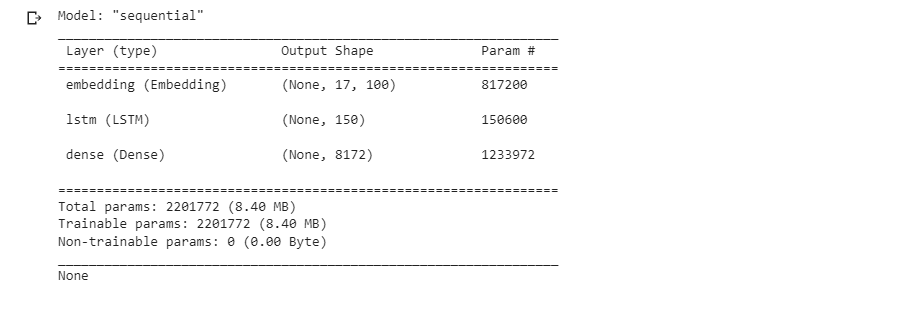 Model: "sequential"
Layer (type) Output Shape Param #
embedding (Embedding) (None, 17, 100) 817200
lstm (LSTM) (None, 150) 150600
dense (Dense) (None, 8172) 1233972
Total params: 2201772 (8.40 MB)
Trainable params: 2201772 (8.40 MB)
Non-trainable params: 0 (0.00 Byte)
None